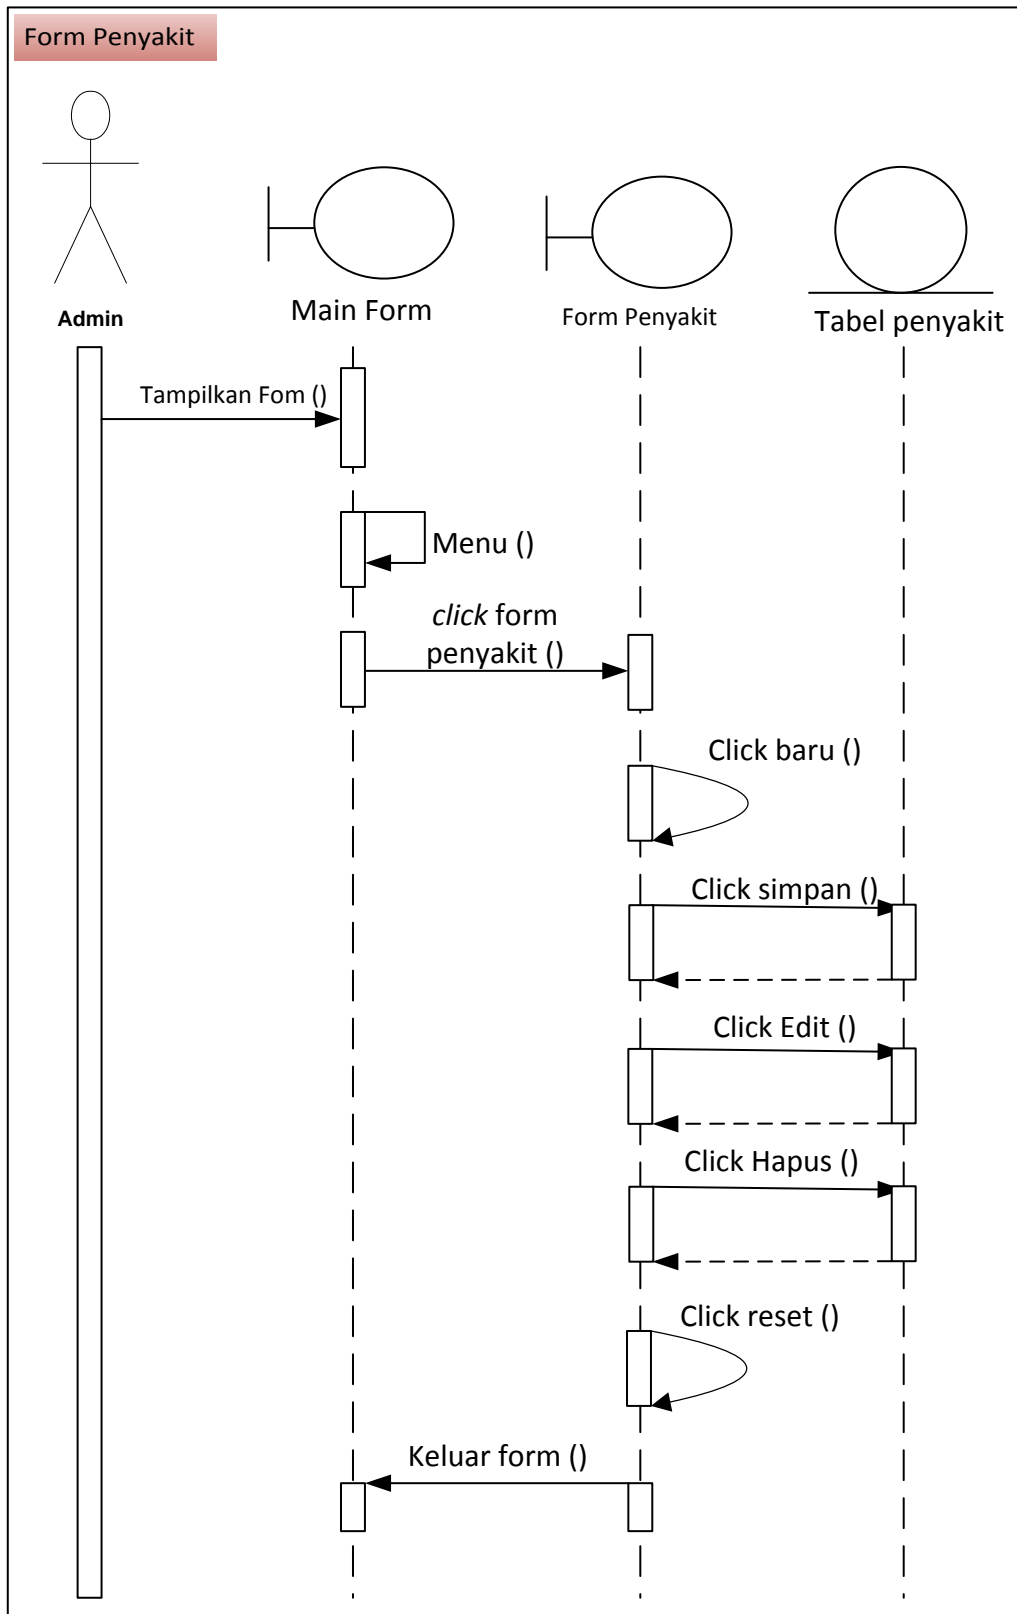 Form Penyakit
Admin
Main Form
Form Penyakit
Tabel penyakit
Tampilkan Fom ()
Menu ()
click form
penyakit ()
Click baru ()
Click simpan ()
Click Edit ()
Click Hapus ()
Click reset ()
Keluar form ()